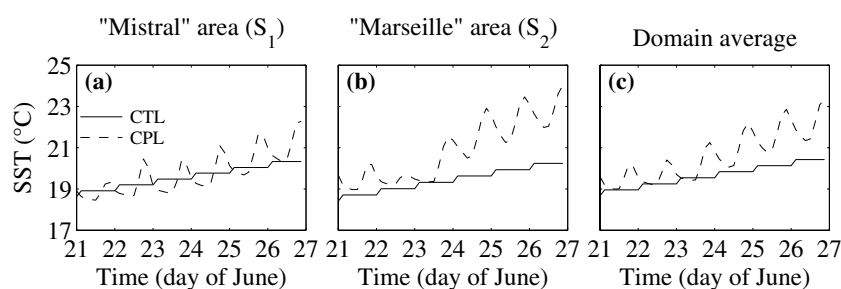 "Mistral" area (S1)
"Marseille" area (S2)
Domain average
SST (°C)
25
23
21
19
17
(a)
CTL
CPL
(b)
(c)
21 22 23 24 25 26 27
21 22 23 24 25 26 27
21 22 23 24 25 26 27
Time (day of June)
Time (day of June)
Time (day of June)